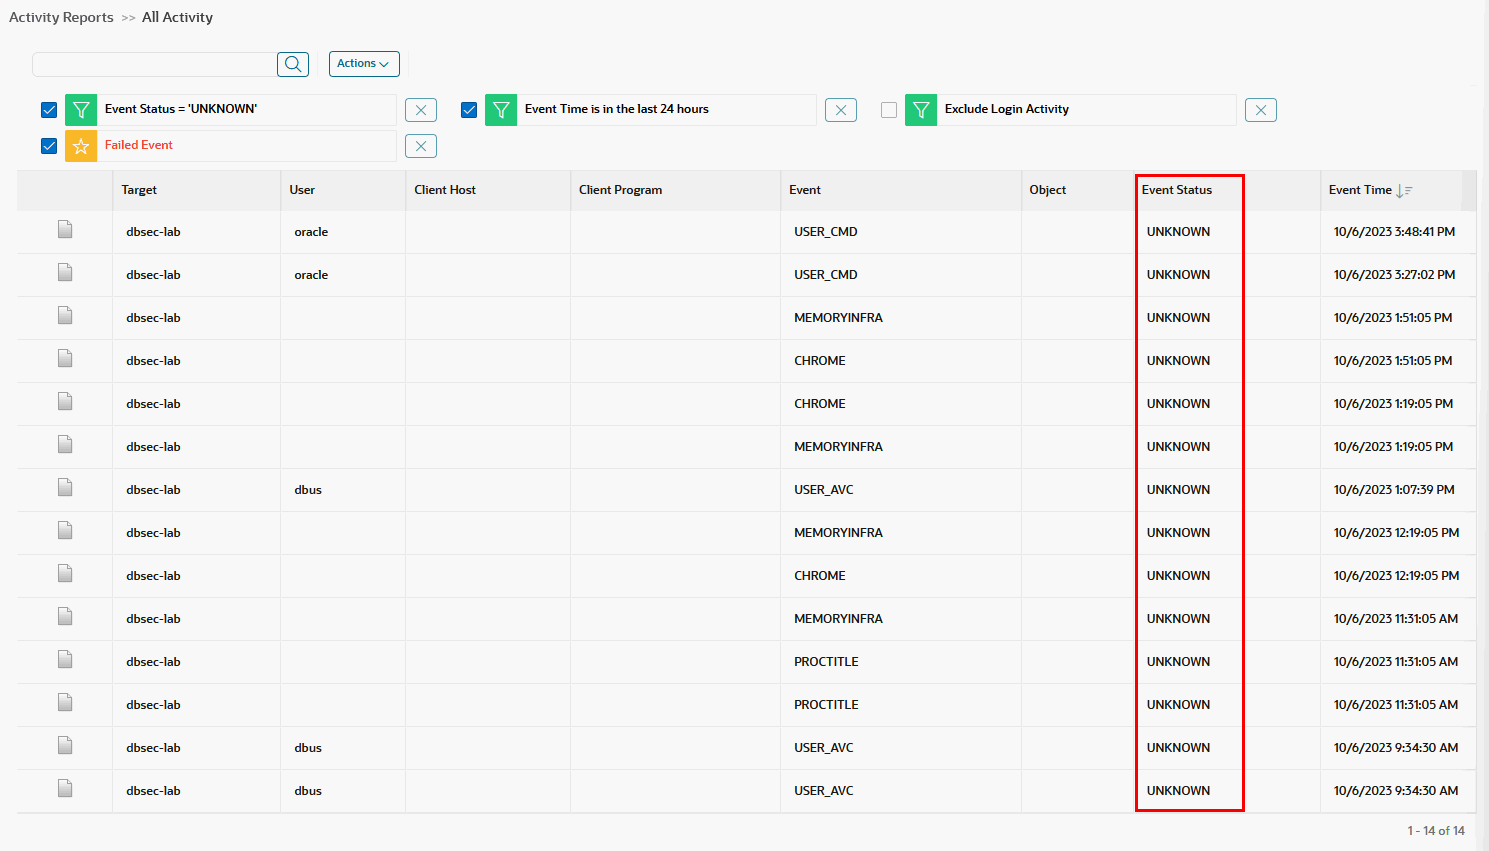 Activity Reports >> All Activity
Actions
Event Status = 'UNKNOWN' Event Time is in the last 24 hours Exclude Login Activity
Failed Event
Target User Client Host Client Program Event Object Event Status Event Time
dbsec-lab oracle USER_CMD UNKNOWN 10/6/2023 3:48:41 PM
dbsec-lab oracle USER_CMD UNKNOWN 10/6/2023 3:27:02 PM
dbsec-lab MEMORYINFRA UNKNOWN 10/6/2023 1:51:05 PM
dbsec-lab CHROME UNKNOWN 10/6/2023 1:51:05 PM
dbsec-lab CHROME UNKNOWN 10/6/2023 1:19:05 PM
dbsec-lab MEMORYINFRA UNKNOWN 10/6/2023 1:19:05 PM
dbsec-lab dbus USER_AVC UNKNOWN 10/6/2023 1:07:39 PM
dbsec-lab MEMORYINFRA UNKNOWN 10/6/2023 12:19:05 PM
dbsec-lab CHROME UNKNOWN 10/6/2023 12:19:05 PM
dbsec-lab MEMORYINFRA UNKNOWN 10/6/2023 11:31:05 AM
dbsec-lab PROCTITLE UNKNOWN 10/6/2023 11:31:05 AM
dbsec-lab PROCTITLE UNKNOWN 10/6/2023 11:31:05 AM
dbsec-lab dbus USER_AVC UNKNOWN 10/6/2023 9:34:30 AM
dbsec-lab dbus USER_AVC UNKNOWN 10/6/2023 9:34:30 AM
1 - 14 of 14